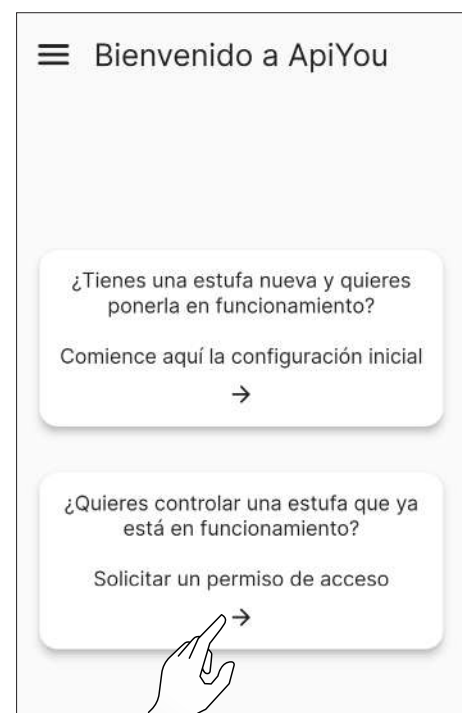 Bienvenido a ApiYou
¿Tienes una estufa nueva y quieres
ponerla en funcionamiento?
Comience aquí la configuración inicial
→
¿Quieres controlar una estufa que ya
está en funcionamiento?
Solicitar un permiso de acceso
→